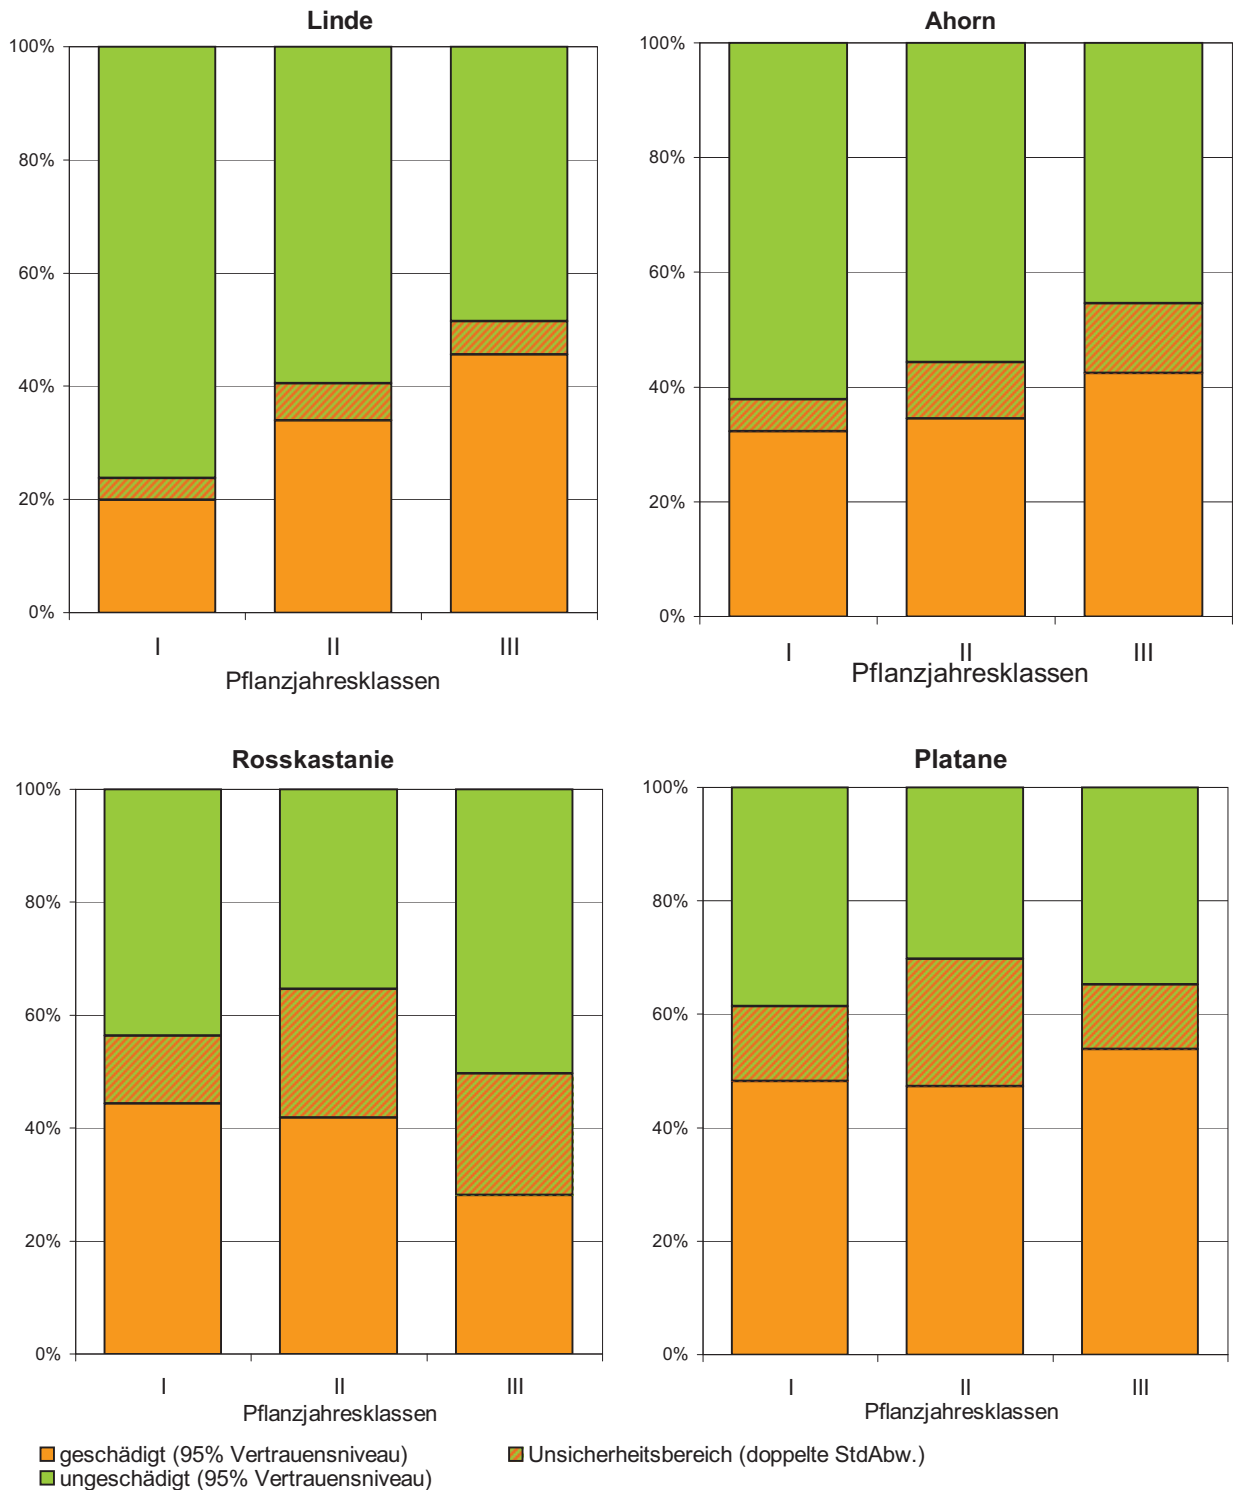 Linde
100%
80%
60%
40%
20%
0%
I II III
Pflanzjahresklassen
Ahorn
100%
80%
60%
40%
20%
0%
I II III
Pflanzjahresklassen
Rosskastanie
100%
80%
60%
40%
20%
0%
I II III
Pflanzjahresklassen
Platane
100%
80%
60%
40%
20%
0%
I II III
Pflanzjahresklassen
geschädigt (95% Vertrauensniveau)
Unsicherheitsbereich (doppelte StdAbw.)
ungeschädigt (95% Vertrauensniveau)